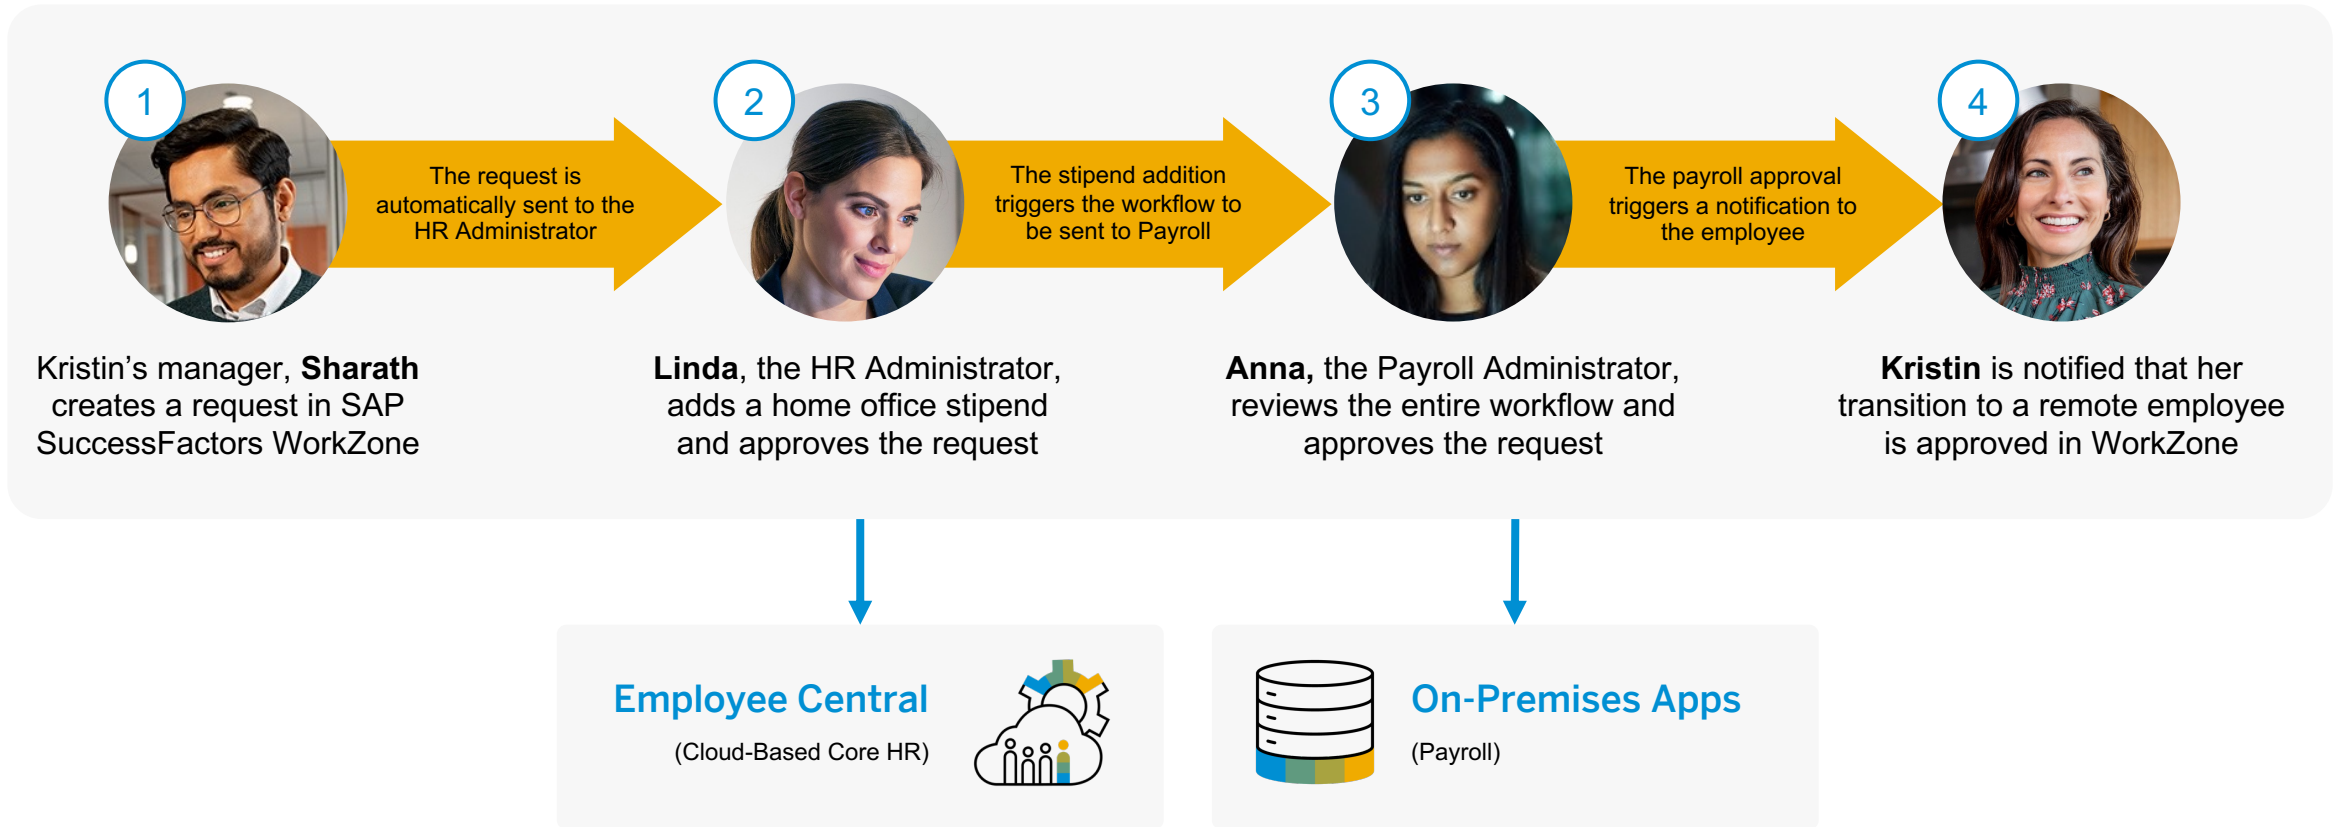 1
2
3
4
The request is
automatically sent to the
HR Administrator
The stipend addition
triggers the workflow to
be sent to Payroll
The payroll approval
triggers a notification to
the employee
Kristin’s manager, Sharath
creates a request in SAP
SuccessFactors WorkZone
Linda, the HR Administrator,
adds a home office stipend
and approves the request
Anna, the Payroll Administrator,
reviews the entire workflow and
approves the request
Kristin is notified that her
transition to a remote employee
is approved in WorkZone
Employee Central
(Cloud-Based Core HR)
On-Premises Apps
(Payroll)